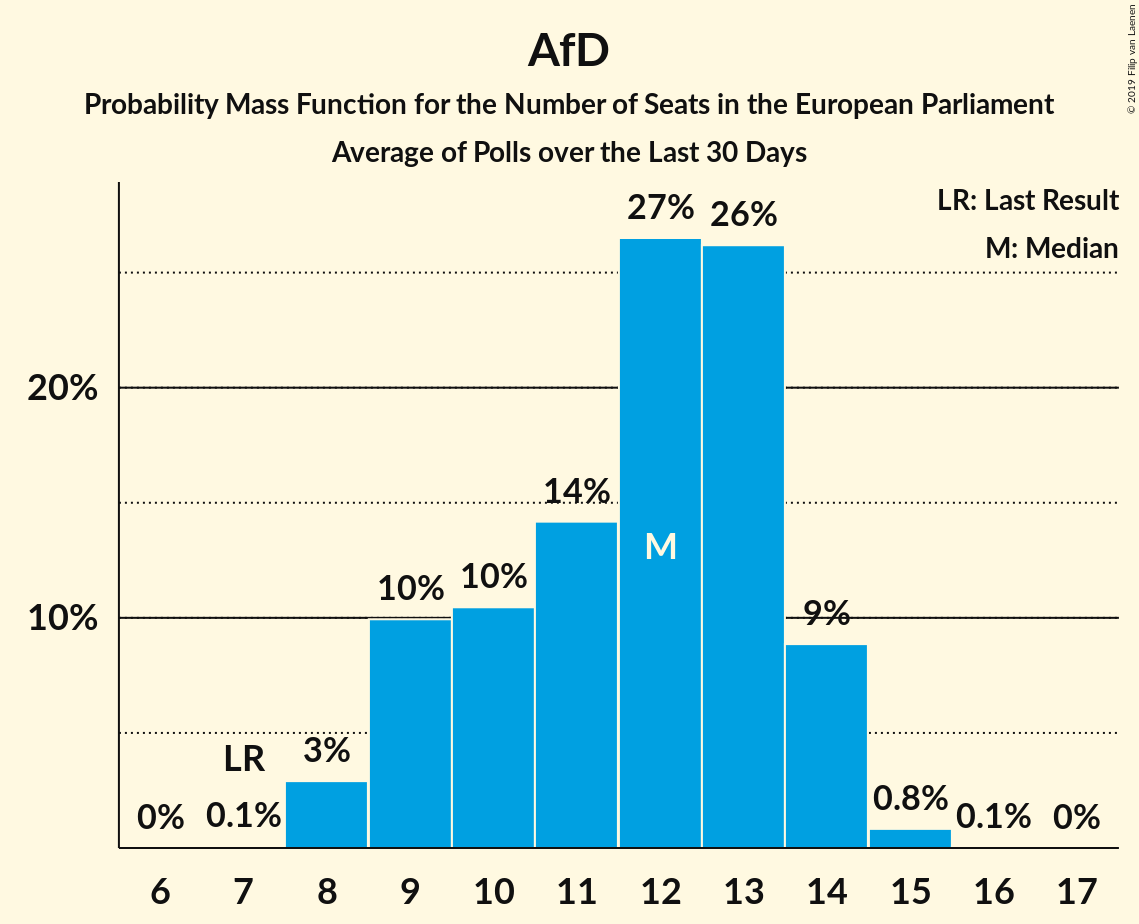 AfD
Probability Mass Function for the Number of Seats in the European Parliament
Average of Polls over the Last 30 Days
© 2019 Filip van Laenen
LR: Last Result
M: Median
27%
26%
20%
14%
M
10%
10%
10%
9%
LR
3%
0%
0.1%
0.8%
0.1%
0%
6 7 8 9 10 11 12 13 14 15 16 17